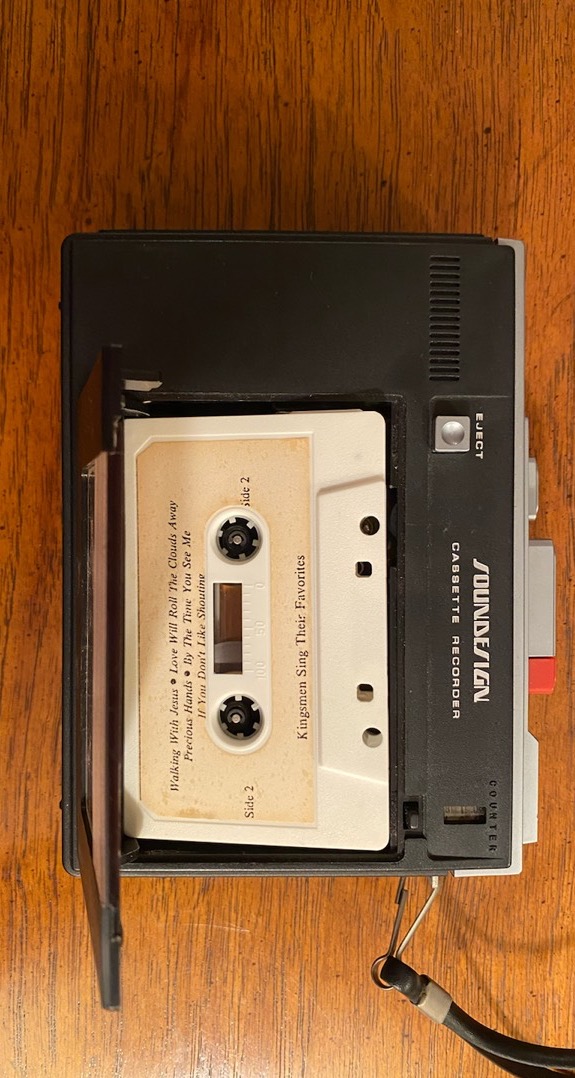 EJECT
SOUNDESIGN
CASSETTE RECORDER
COUNTER
Kingsmen Sing Their Favorites
Side 2
Side 2
0 50 100
Walking With Jesus • Love Will Roll The Clouds Away
Precious Hands • By The Time You See Me
If You Don't Like Shouting